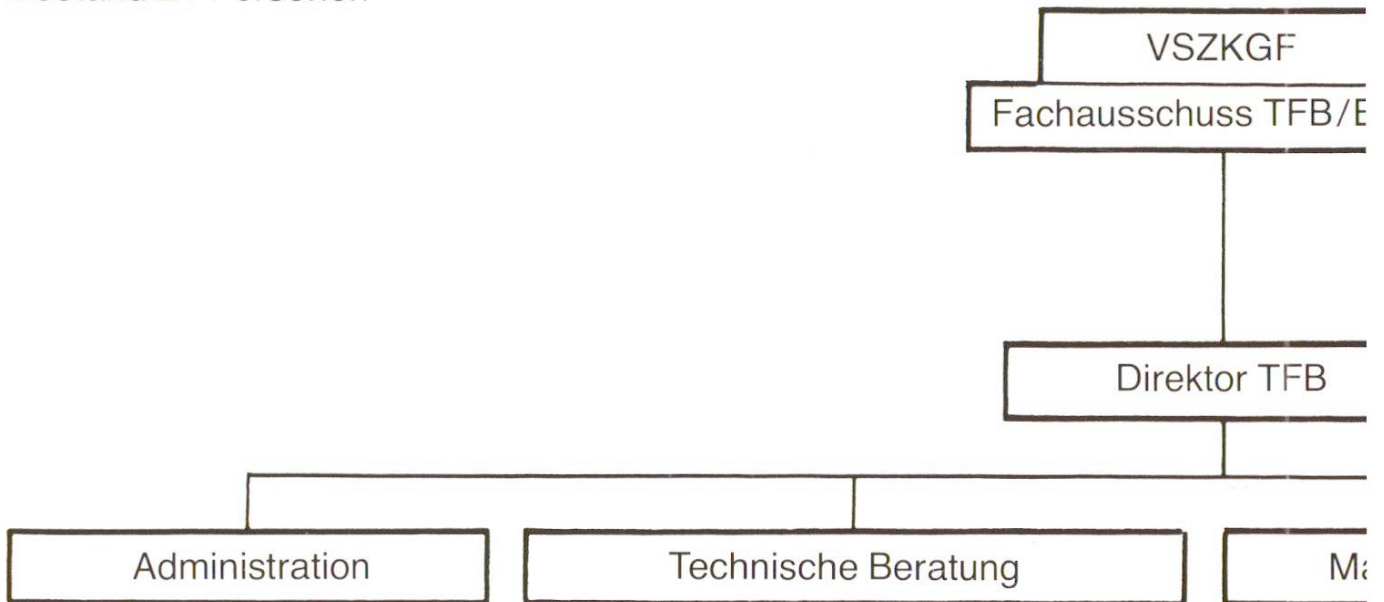 VSZKGF
Fachausschuss TFB/
Direktor TFB
Administration
Technische Beratung